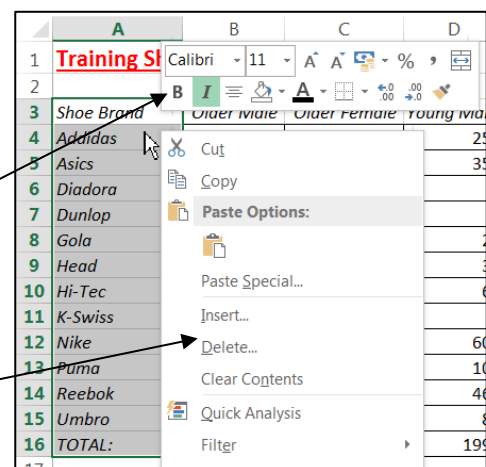 A B C D
1 Training Sh
Calibri 11 A A % ,
2
B I A .00 .00
3 Shoe Brand Older Male Older Female Young Mal
4 Addidas 25
5 Asics 35
6 Diadora
7 Dunlop
8 Gola 2
9 Head 3
10 Hi-Tec 6
11 K-Swiss
12 Nike 60
13 Puma 10
14 Reebok 46
15 Umbro 8
16 TOTAL: 199
Cut
Copy
Paste Options:
Paste Special...
Insert...
Delete...
Clear Contents
Quick Analysis
Filter